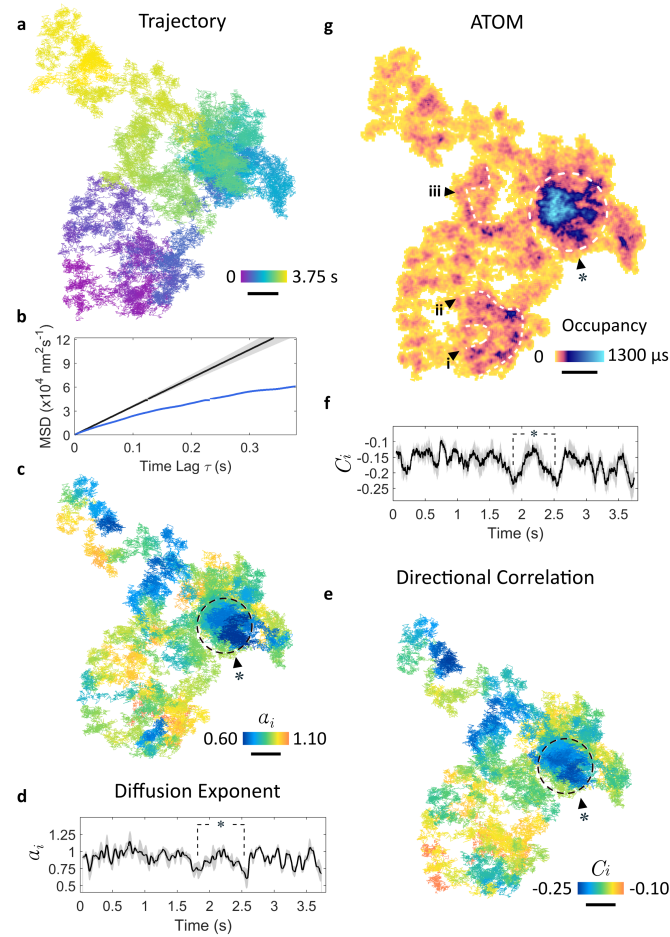 a
Trajectory
0 3.75 s
b
MSD (x10⁴ nm²s⁻¹)
12
9
6
3
0
0 0.1 0.2 0.3
Time Lag τ (s)
c
*
aᵢ
0.60 1.10
d
Diffusion Exponent
*
aᵢ
1.25
1
0.75
0.5
0 0.5 1 1.5 2 2.5 3 3.5
Time (s)
g
ATOM
iii
*
ii
i
Occupancy
0 1300 µs
f
*
Cᵢ
-0.1
-0.15
-0.2
-0.25
0 0.5 1 1.5 2 2.5 3 3.5
Time (s)
Directional Correlation
e
*
Cᵢ
-0.25 -0.10